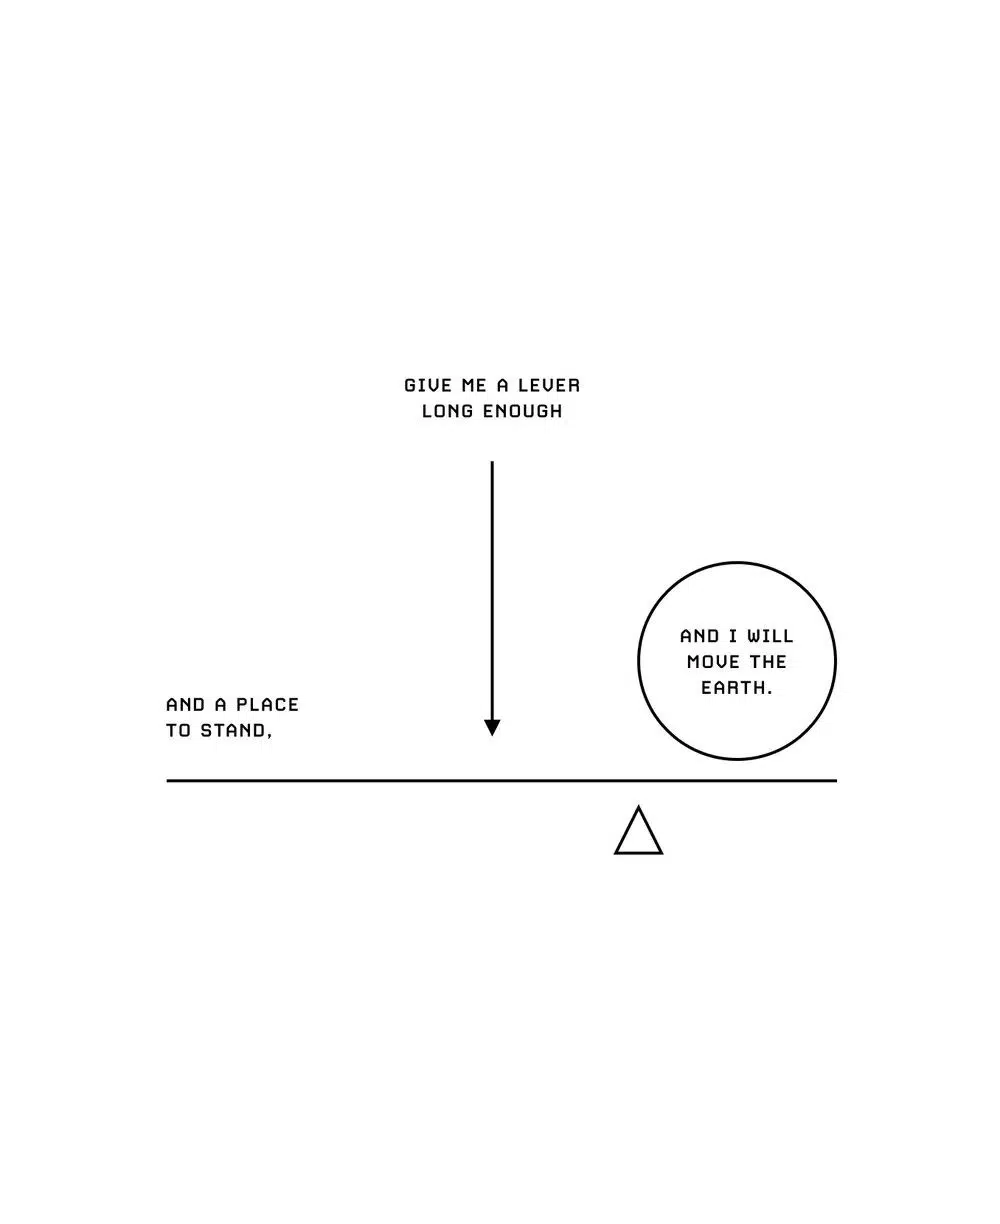 GIVE ME A LEVER
LONG ENOUGH
AND A PLACE
TO STAND,
AND I WILL
MOVE THE
EARTH.